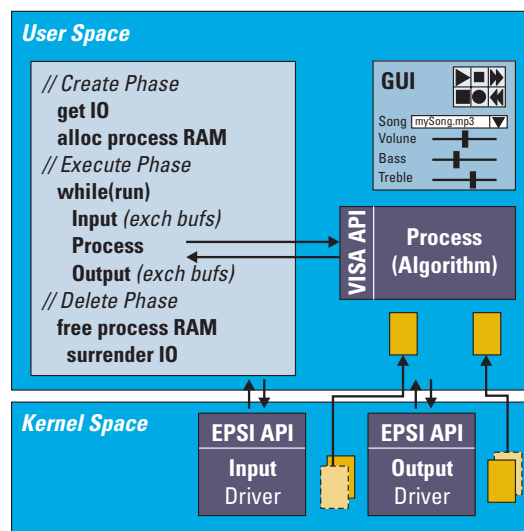 User Space
// Create Phase
get IO
alloc process RAM
// Execute Phase
while(run)
Input (exch bufs)
Process
Output (exch bufs)
// Delete Phase
free process RAM
surrender IO
GUI
Song mySong.mp3
Volune
Bass
Treble
VISA API
Process
(Algorithm)
Kernel Space
EPSI API
Input
Driver
EPSI API
Output
Driver